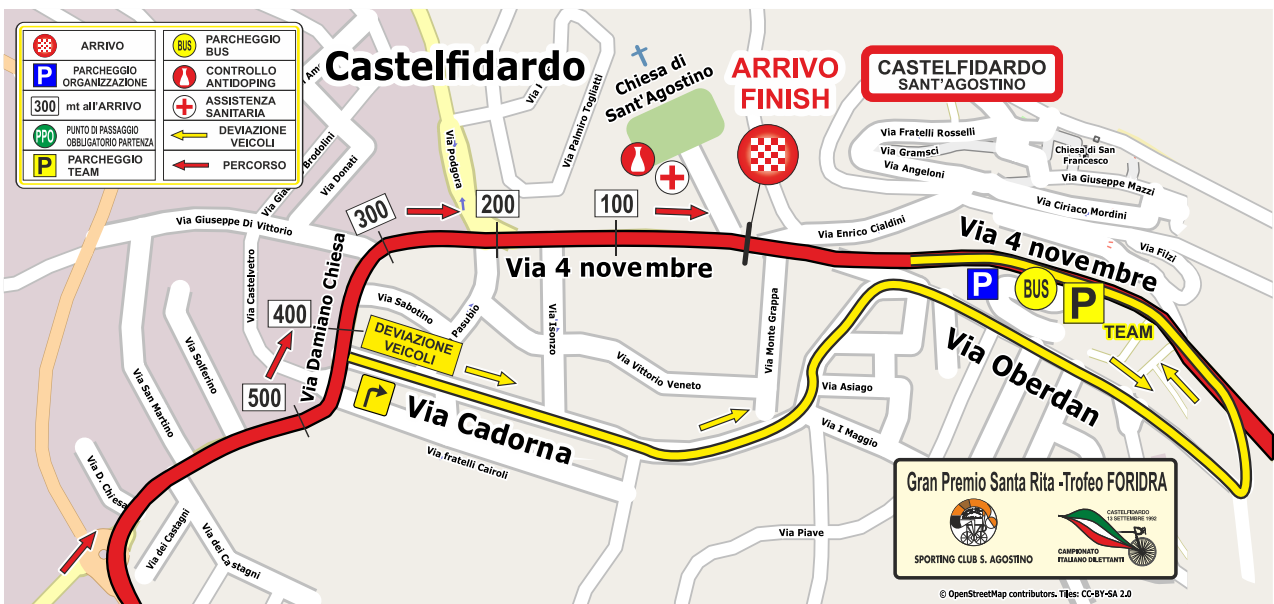 ARRIVO
P
PARCHEGGIO
ORGANIZZAZIONE
300
mt all'ARRIVO
PPO
PUNTO DI PASSAGGIO
OBBLIGATORIO PARTENZA
P
PARCHEGGIO
TEAM
BUS
PARCHEGGIO
BUS
CONTROLLO
ANTIDOPING
ASSISTENZA
SANITARIA
DEVIAZIONE
VEICOLI
PERCORSO
Castelfidardo
Chiesa di
Sant'Agostino
ARRIVO
FINISH
CASTELFIDARDO
SANT'AGOSTINO
Via Fratelli Rosselli
Via Gramsci
Via Angeloni
Chiesa di San
Francesco
Via Giuseppe Mazzi
Via Ciriaco Mordini
Via Filzi
Via Enrico Cialdini
Via Palmiro Togliatti
Via Podgora
Brodolini
Via Donati
Via Giuseppe Di Vittorio
Via Castelvetro
Via Damiano Chiesa
300
200
100
Via 4 novembre
Via 4 novembre
P
BUS
P
TEAM
400
500
DEVIAZIONE
VEICOLI
Via Sabotino
Pasubio
Via Isonzo
Via Monte Grappa
Via Vittorio Veneto
Via Asiago
Via I Maggio
Via Oberdan
Via Cadorna
Via fratelli Cairoli
Via Solferino
Via San Martino
Via D. Chiesa
Via dei Castagni
Via dei Castagni
Via Piave
Gran Premio Santa Rita -Trofeo FORIDRA
SPORTING CLUB S. AGOSTINO
CASTELFIDARDO
13 SETTEMBRE 1992
CAMPIONATO
ITALIANO DILETTANTI
© OpenStreetMap contributors. Tiles: CC-BY-SA 2.0